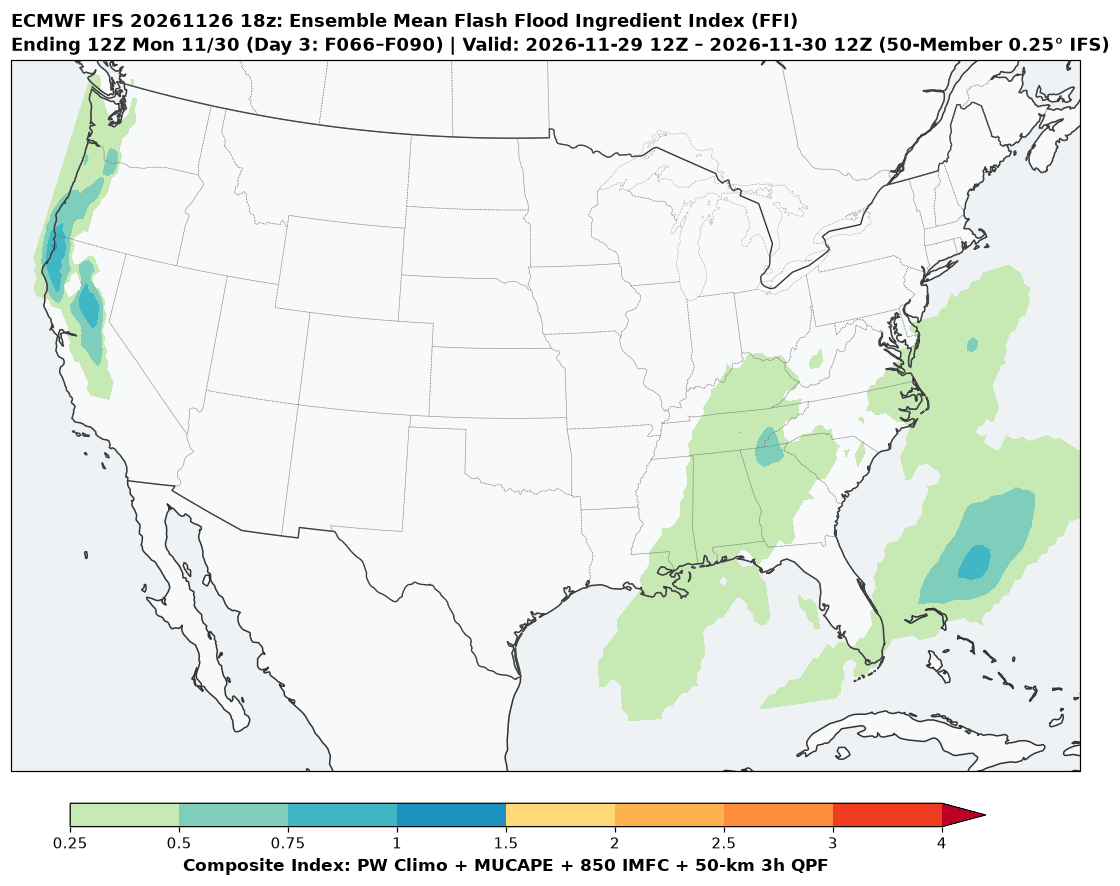 ECMWF IFS 20261126 18z: Ensemble Mean Flash Flood Ingredient Index (FFI)
Ending 12Z Mon 11/30 (Day 3: F066–F090) | Valid: 2026-11-29 12Z – 2026-11-30 12Z (50-Member 0.25° IFS)
0.25 0.5 0.75 1 1.5 2 2.5 3 4
Composite Index: PW Climo + MUCAPE + 850 IMFC + 50-km 3h QPF